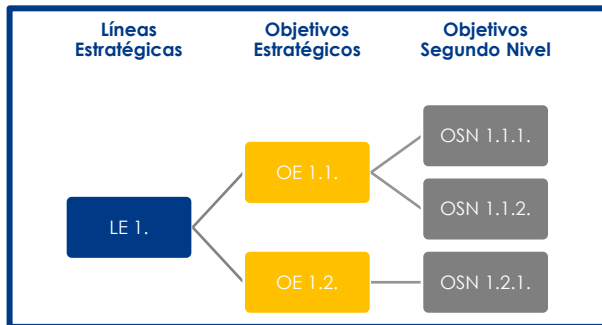 Líneas
Estratégicas
Objetivos
Estratégicos
Objetivos
Segundo Nivel
LE 1.
OE 1.1.
OE 1.2.
OSN 1.1.1.
OSN 1.1.2.
OSN 1.2.1.